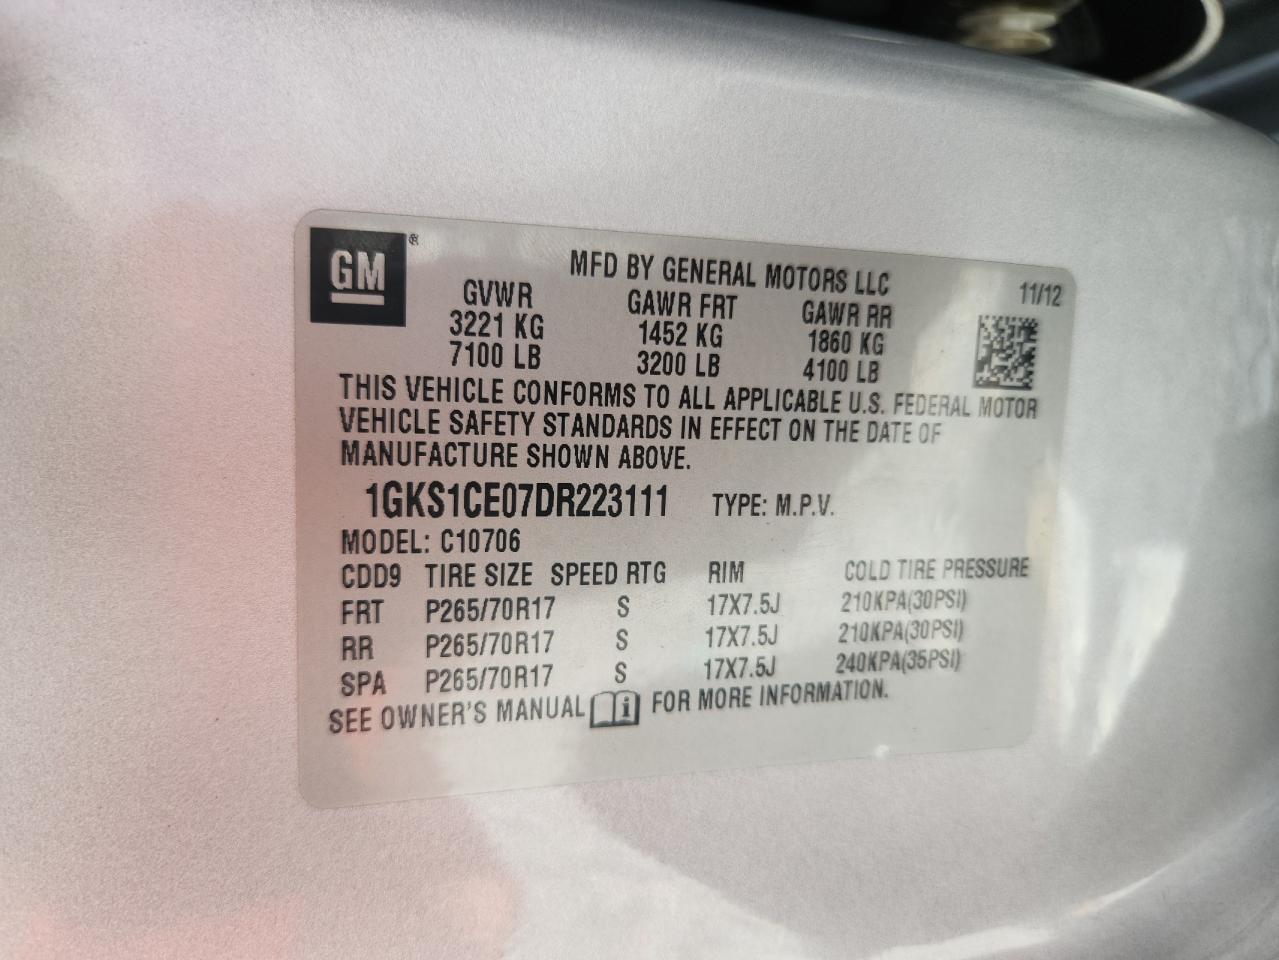 GM ®
MFD BY GENERAL MOTORS LLC 11/12
GVWR GAWR FRT GAWR RR
3221 KG 1452 KG 1860 KG
7100 LB 3200 LB 4100 LB
THIS VEHICLE CONFORMS TO ALL APPLICABLE U.S. FEDERAL MOTOR
VEHICLE SAFETY STANDARDS IN EFFECT ON THE DATE OF
MANUFACTURE SHOWN ABOVE.
1GKS1CE07DR223111 TYPE: M.P.V.
MODEL: C10706
CDD9 TIRE SIZE SPEED RTG RIM COLD TIRE PRESSURE
FRT P265/70R17 S 17X7.5J 210KPA(30PSI)
RR P265/70R17 S 17X7.5J 210KPA(30PSI)
SPA P265/70R17 S 17X7.5J 240KPA(35PSI)
SEE OWNER'S MANUAL i FOR MORE INFORMATION.